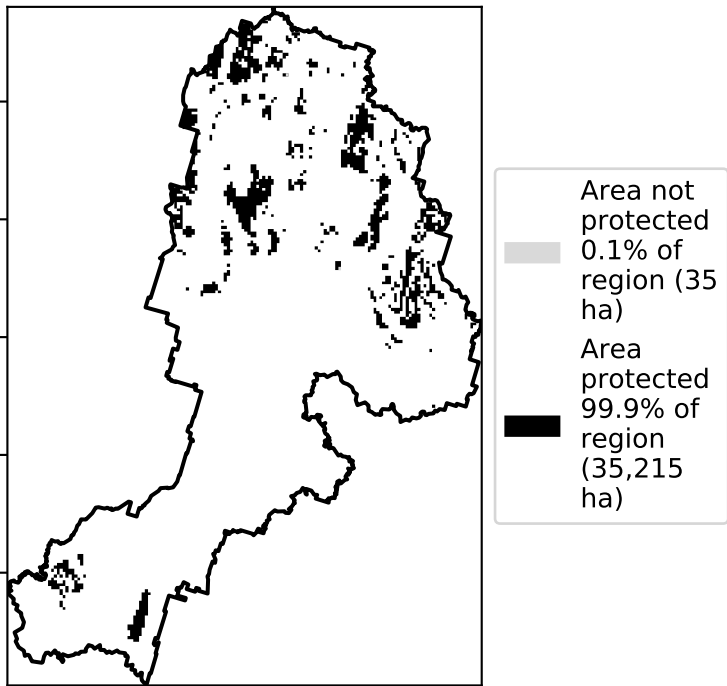 Area not
protected
0.1% of
region (35
ha)
Area
protected
99.9% of
region
(35,215
ha)